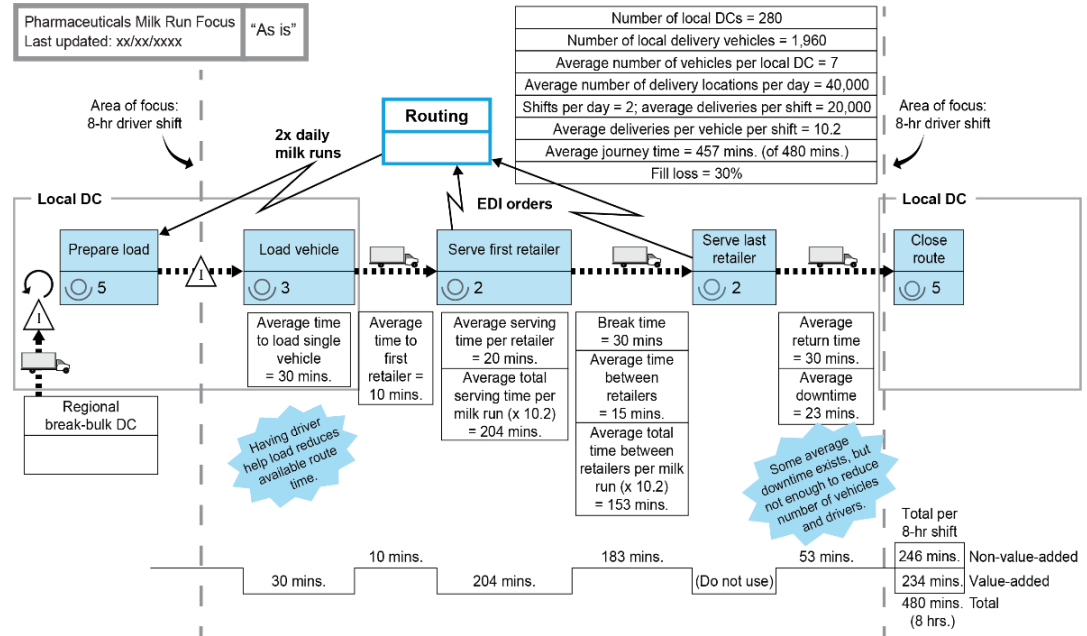 Pharmaceuticals Milk Run Focus
Last updated: xx/xx/xxxx
“As is”
Number of local DCs = 280
Number of local delivery vehicles = 1,960
Average number of vehicles per local DC = 7
Average number of delivery locations per day = 40,000
Shifts per day = 2; average deliveries per shift = 20,000
Average deliveries per vehicle per shift = 10.2
Average journey time = 457 mins. (of 480 mins.)
Fill loss = 30%
Area of focus:
8-hr driver shift
2x daily
milk runs
Routing
Area of focus:
8-hr driver shift
Local DC
EDI orders
Local DC
Prepare load
5
I
I
Load vehicle
3
Serve first retailer
2
Serve last
retailer
2
Close
route
5
Regional
break-bulk DC
Average time
to load single
vehicle
= 30 mins.
Average
time to
first
retailer =
10 mins.
Average serving
time per retailer
= 20 mins.
Average total
serving time per
milk run (x 10.2)
= 204 mins.
Break time
= 30 mins
Average time
between
retailers
= 15 mins.
Average total
time between
retailers per milk
run (x 10.2)
= 153 mins.
Average
return time
= 30 mins.
Average
downtime
= 23 mins.
Having driver
help load reduces
available route
time.
Some average
downtime exists, but
not enough to reduce
number of vehicles
and drivers.
30 mins.
10 mins.
204 mins.
183 mins.
(Do not use)
53 mins.
Total per
8-hr shift
246 mins. Non-value-added
234 mins. Value-added
480 mins. Total
(8 hrs.)